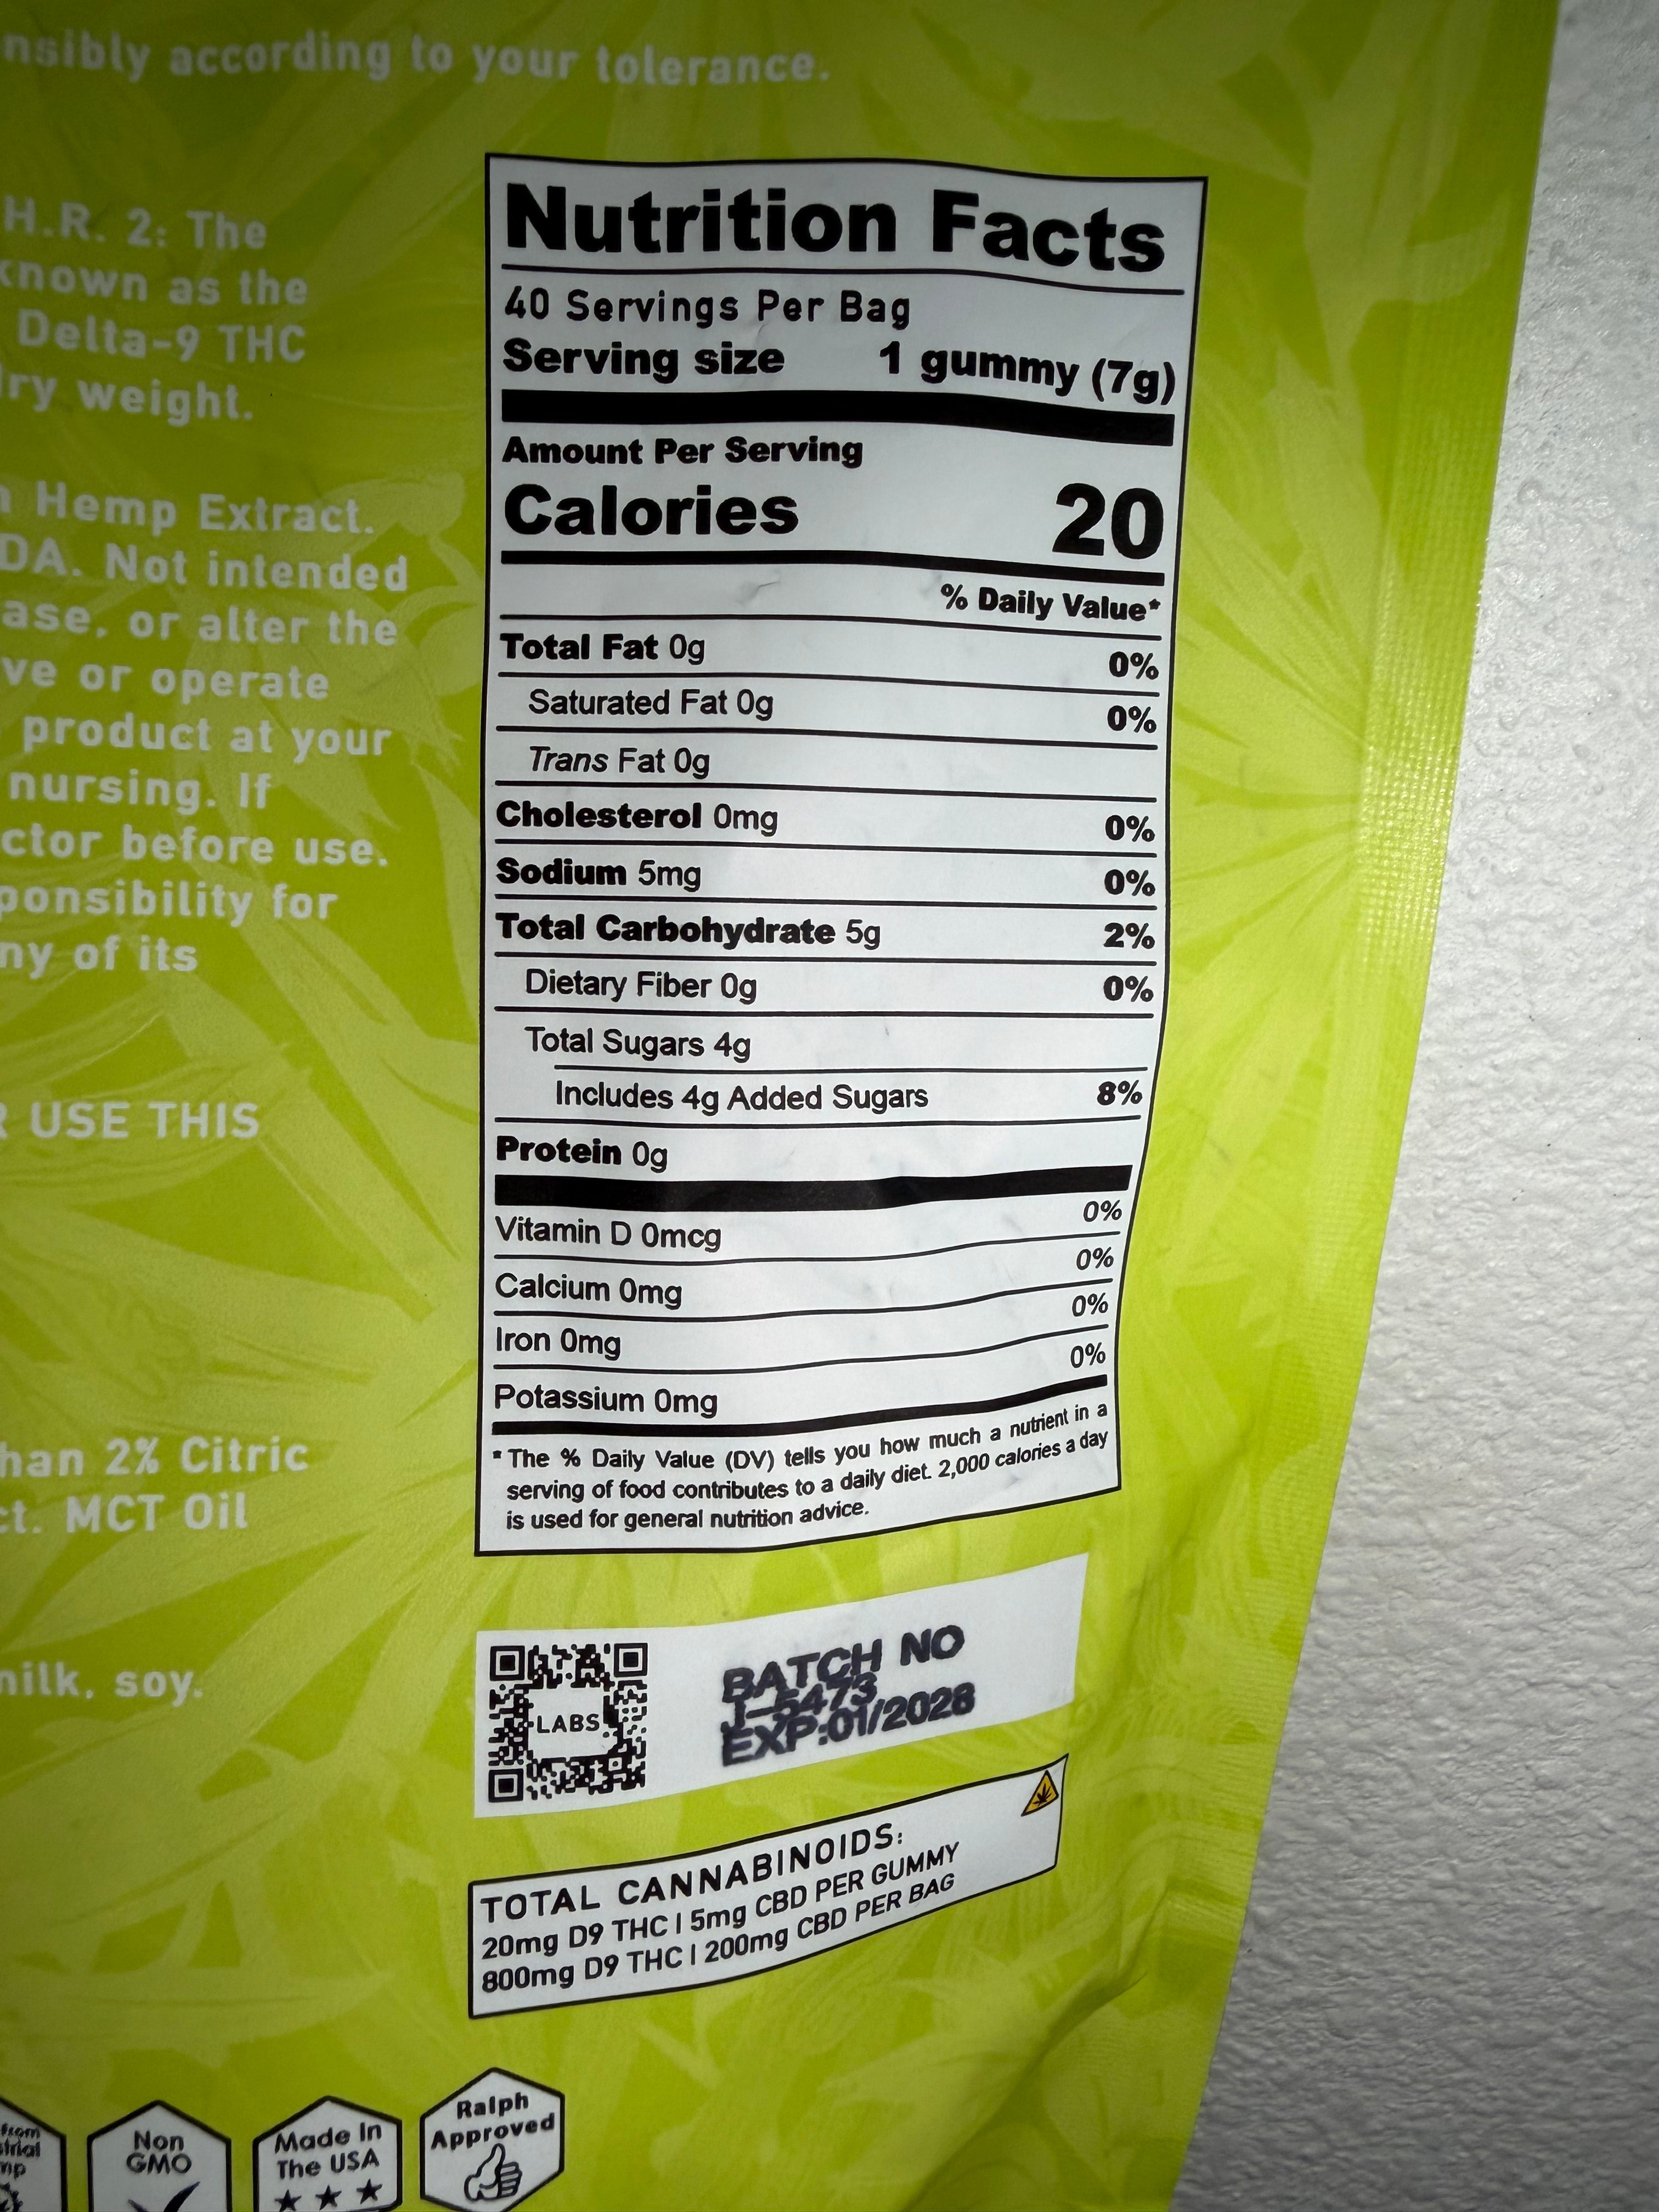 nsibly according to your tolerance.
H.R. 2: The
known as the
Delta-9 THC
dry weight.
Hemp Extract.
DA. Not intended
ase, or alter the
ve or operate
product at your
nursing. If
ctor before use.
ponsibility for
ny of its
R USE THIS
han 2% Citric
ct. MCT Oil
milk, soy.
Nutrition Facts
40 Servings Per Bag
Serving size 1 gummy (7g)
Amount Per Serving
Calories 20
% Daily Value*
Total Fat 0g 0%
Saturated Fat 0g 0%
Trans Fat 0g
Cholesterol 0mg 0%
Sodium 5mg 0%
Total Carbohydrate 5g 2%
Dietary Fiber 0g 0%
Total Sugars 4g
Includes 4g Added Sugars 8%
Protein 0g
Vitamin D 0mcg 0%
Calcium 0mg 0%
Iron 0mg 0%
Potassium 0mg 0%
* The % Daily Value (DV) tells you how much a nutrient in a
serving of food contributes to a daily diet. 2,000 calories a day
is used for general nutrition advice.
LABS
BATCH NO
J-5473
EXP:01/2028
TOTAL CANNABINOIDS:
20mg D9 THC | 5mg CBD PER GUMMY
800mg D9 THC | 200mg CBD PER BAG
from
strial
mp
Non
GMO
Made In
The USA
Ralph
Approved